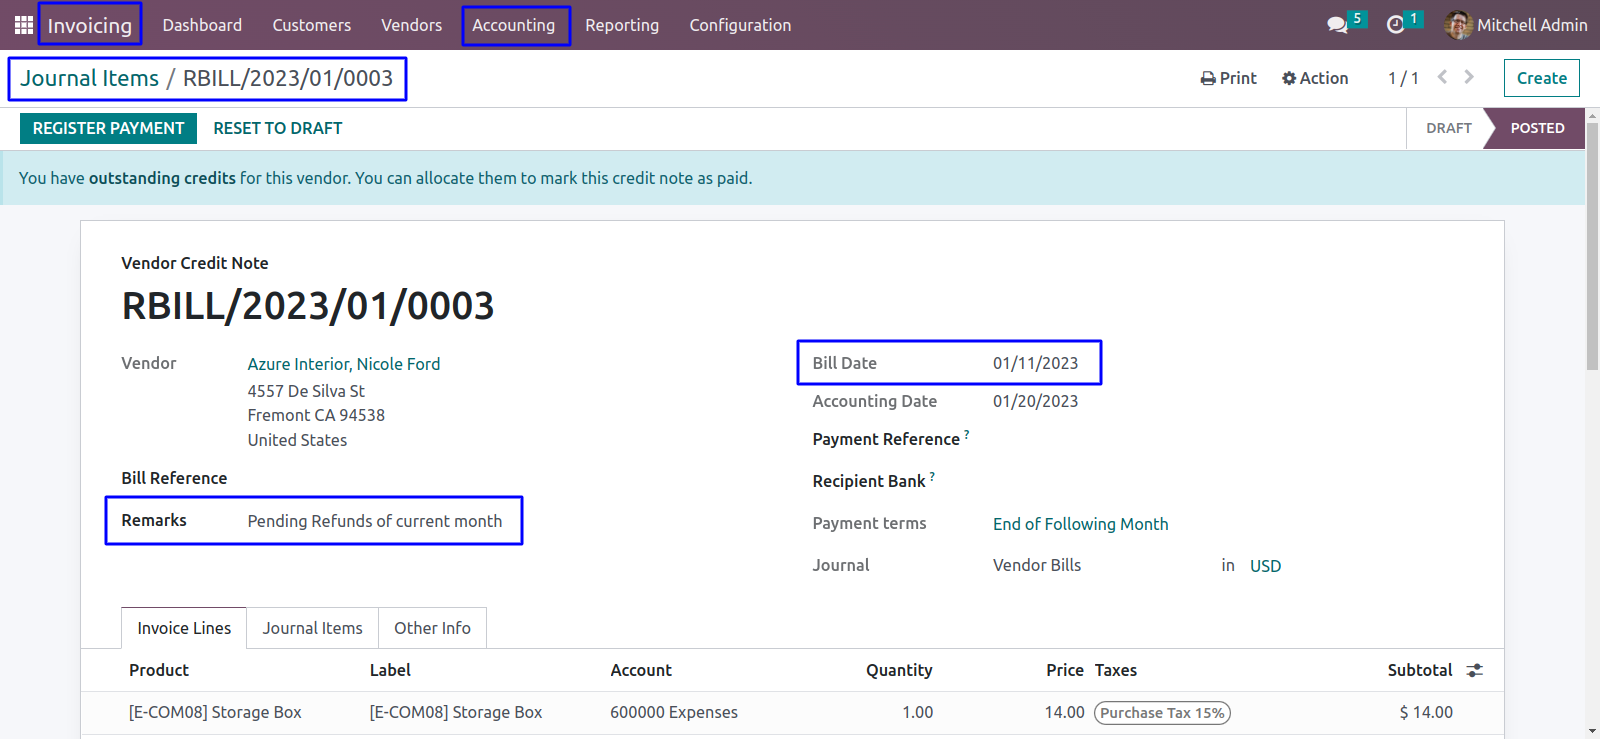 Invoicing Dashboard Customers Vendors Accounting Reporting Configuration 5 1 Mitchell Admin
Journal Items / RBILL/2023/01/0003 Print Action 1 / 1 Create
REGISTER PAYMENT RESET TO DRAFT DRAFT POSTED
You have outstanding credits for this vendor. You can allocate them to mark this credit note as paid.
Vendor Credit Note
RBILL/2023/01/0003
Vendor Azure Interior, Nicole Ford Bill Date 01/11/2023
4557 De Silva St
Accounting Date 01/20/2023
Fremont CA 94538
United States Payment Reference ?
Bill Reference Recipient Bank ?
Remarks Pending Refunds of current month Payment terms End of Following Month
Journal Vendor Bills in USD
Invoice Lines Journal Items Other Info
Product Label Account Quantity Price Taxes Subtotal
[E-COM08] Storage Box [E-COM08] Storage Box 600000 Expenses 1.00 14.00 Purchase Tax 15% $ 14.00